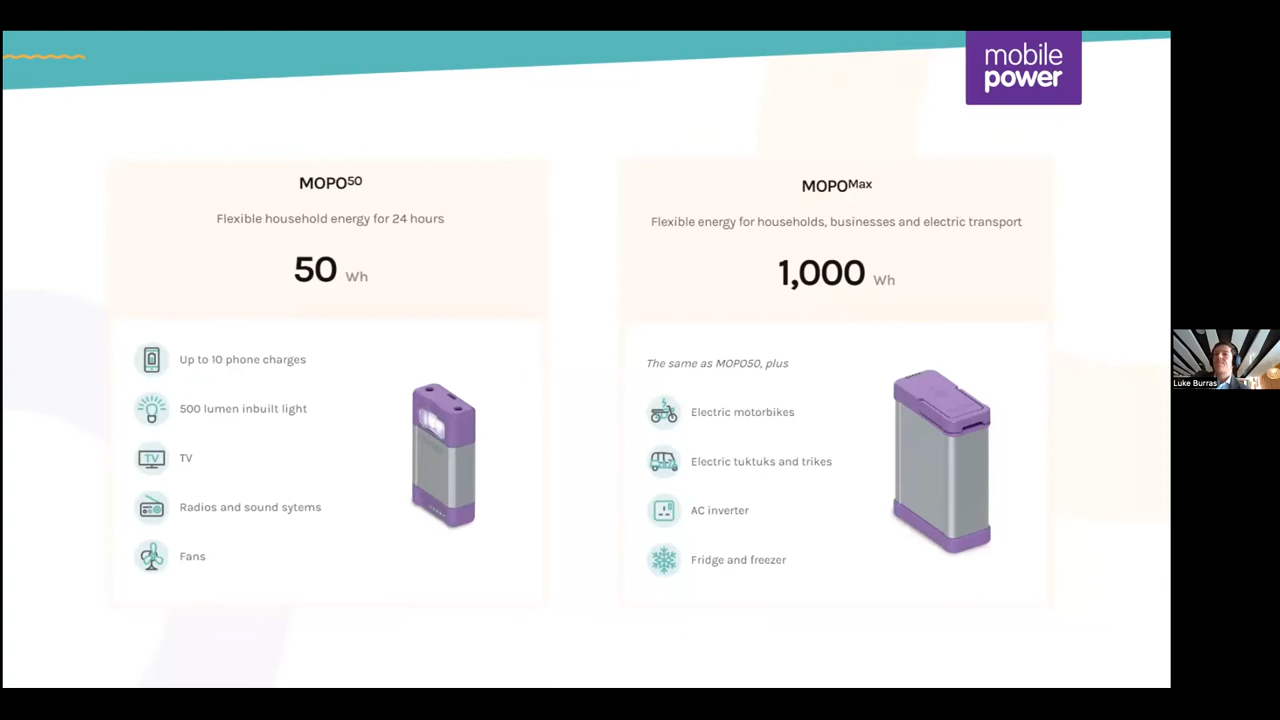 mobile
power
MOPO50
Flexible household energy for 24 hours
50 Wh
Up to 10 phone charges
500 lumen inbuilt light
TV
TV
Radios and sound sytems
Fans
MOPOMax
Flexible energy for households, businesses and electric transport
1,000 Wh
The same as MOPO50, plus
Electric motorbikes
Electric tuktuks and trikes
AC inverter
Fridge and freezer
Luke Burras